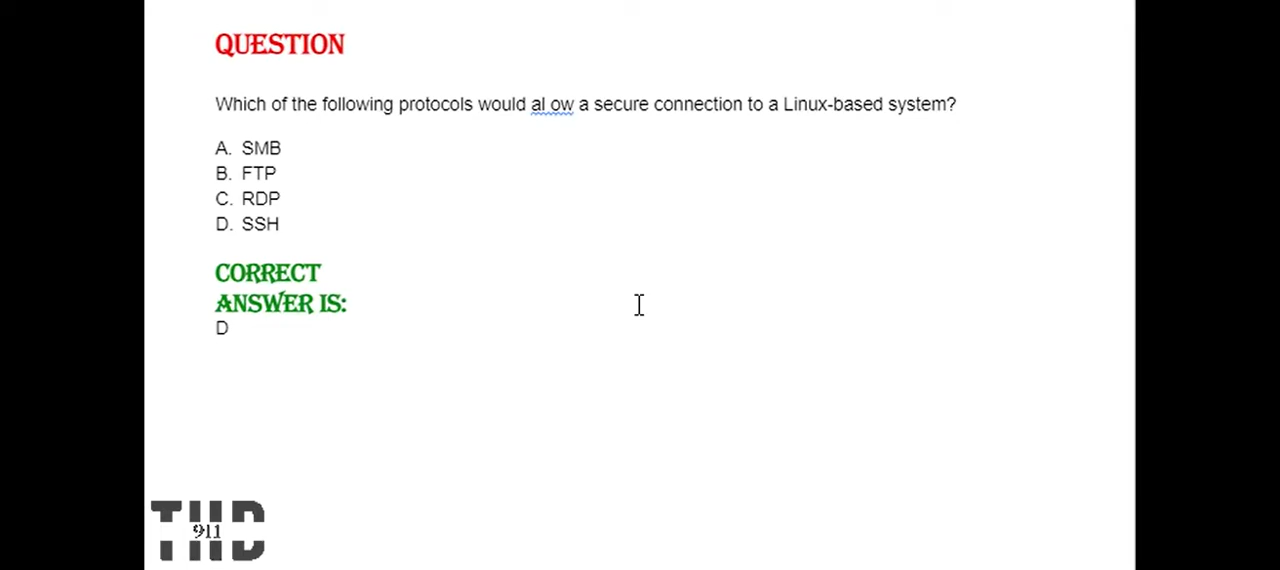 QUESTION
Which of the following protocols would al ow a secure connection to a Linux-based system?
A. SMB
B. FTP
C. RDP
D. SSH
CORRECT
ANSWER IS:
D
THD
911